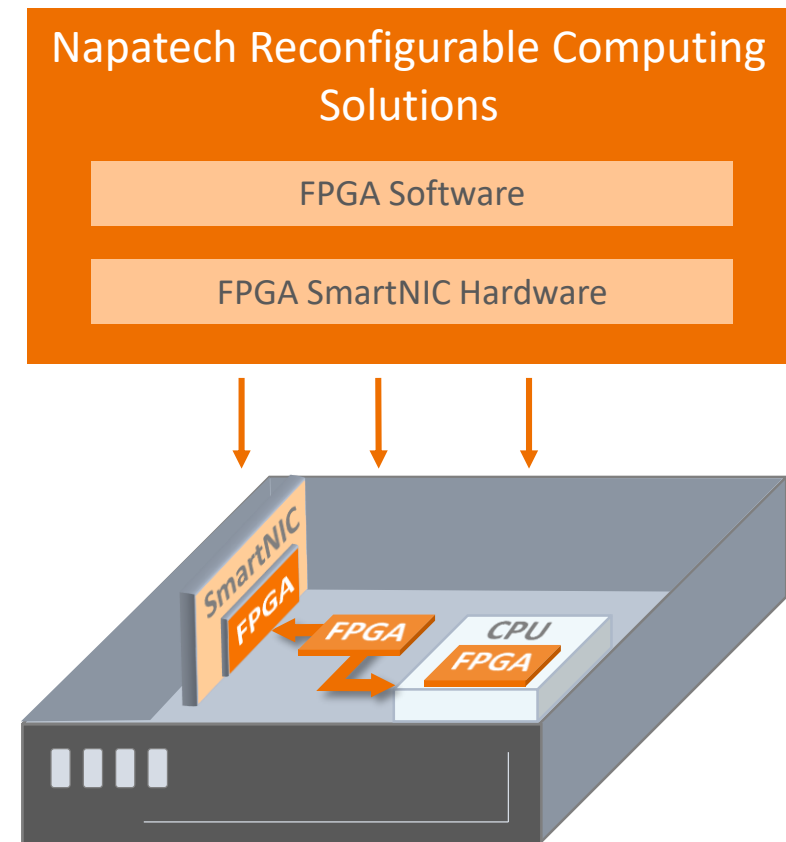 Napatech Reconfigurable Computing
Solutions
FPGA Software
FPGA SmartNIC Hardware
SmartNIC
FPGA
FPGA
CPU
FPGA